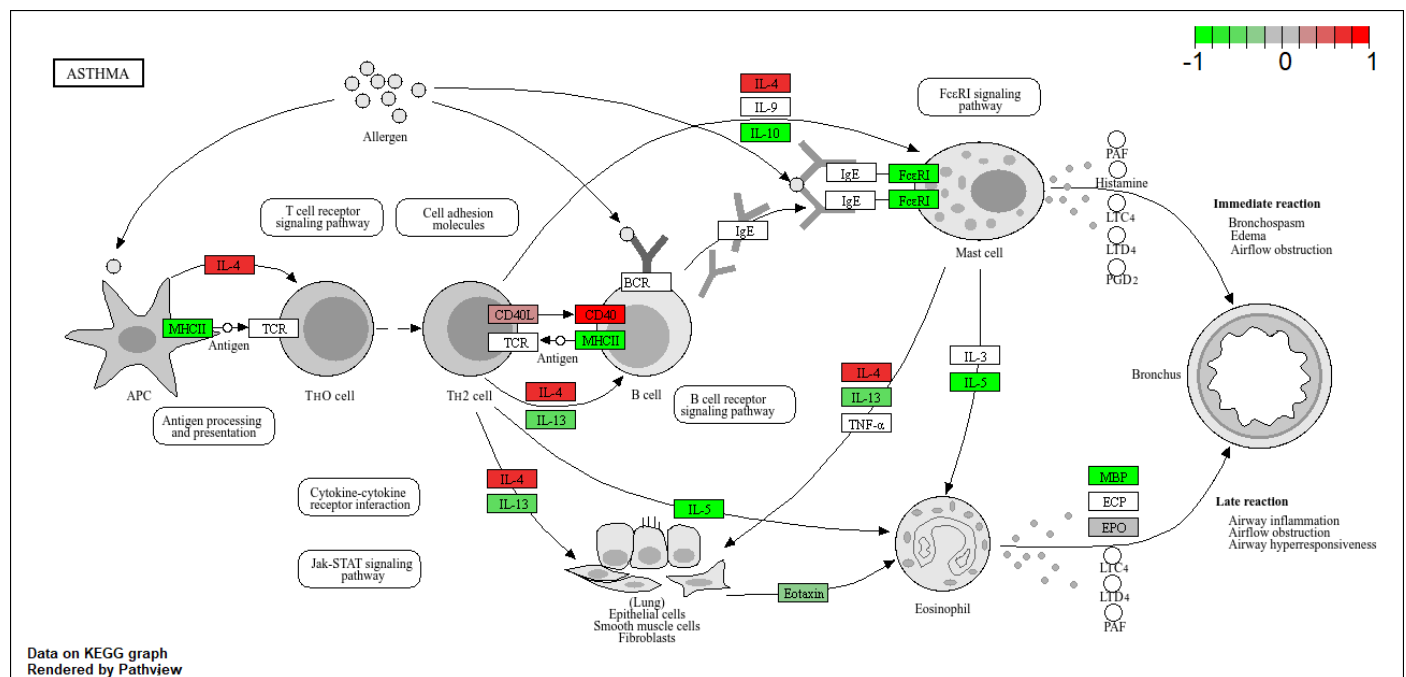 ASTHMA
-1 0 1
Allergen
IL-4
IL-9
IL-10
FcεRI signaling
pathway
T cell receptor
signaling pathway
Cell adhesion
molecules
IgE
FcεRI
IgE
FcεRI
IgE
Mast cell
PAF
Histamine
LTC4
LTD4
PGD2
Immediate reaction
Bronchospasm
Edema
Airflow obstruction
IL-4
BCR
MHCII
Antigen
TCR
CD40L
CD40
TCR
Antigen
MHCII
APC
TH0 cell
TH2 cell
B cell
Antigen processing
and presentation
IL-4
IL-13
B cell receptor
signaling pathway
IL-4
IL-13
TNF-α
IL-3
IL-5
Bronchus
Cytokine-cytokine
receptor interaction
IL-4
IL-13
IL-5
Jak-STAT signaling
pathway
(Lung)
Epithelial cells
Smooth muscle cells
Fibroblasts
Eotaxin
Eosinophil
MBP
ECP
EPO
LTC4
LTD4
PAF
Late reaction
Airway inflammation
Airflow obstruction
Airway hyperresponsiveness
Data on KEGG graph
Rendered by Pathview